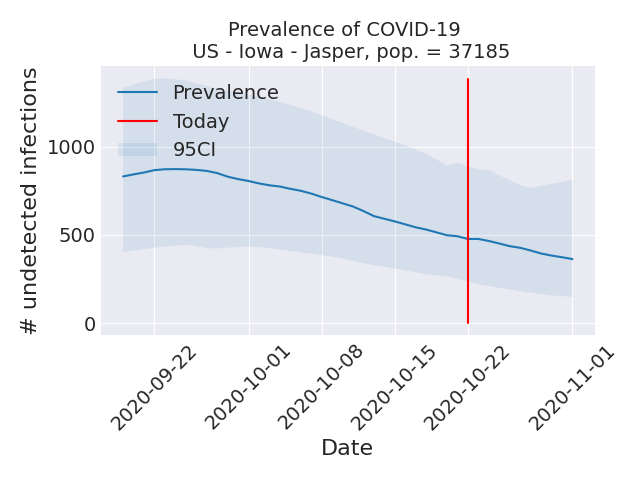 Prevalence of COVID-19
US - Iowa - Jasper, pop. = 37185
# undetected infections
1000
500
0
Prevalence
Today
95CI
2020-09-22
2020-10-01
2020-10-08
2020-10-15
2020-10-22
2020-11-01
Date